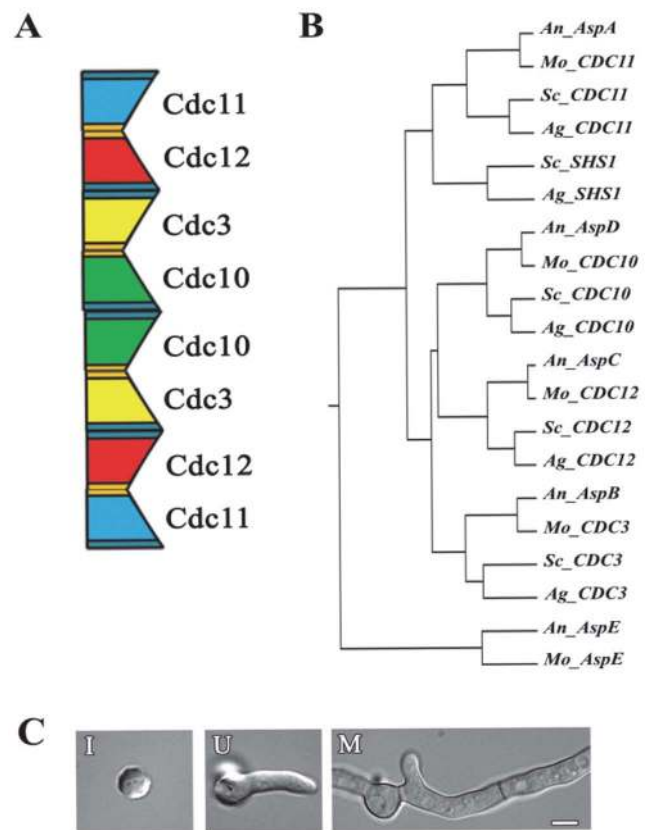 A
Cdc11
Cdc12
Cdc3
Cdc10
Cdc10
Cdc3
Cdc12
Cdc11
B
An_AspA
Mo_CDC11
Sc_CDC11
Ag_CDC11
Sc_SHS1
Ag_SHS1
An_AspD
Mo_CDC10
Sc_CDC10
Ag_CDC10
An_AspC
Mo_CDC12
Sc_CDC12
Ag_CDC12
An_AspB
Mo_CDC3
Sc_CDC3
Ag_CDC3
An_AspE
Mo_AspE
C
I
U
M